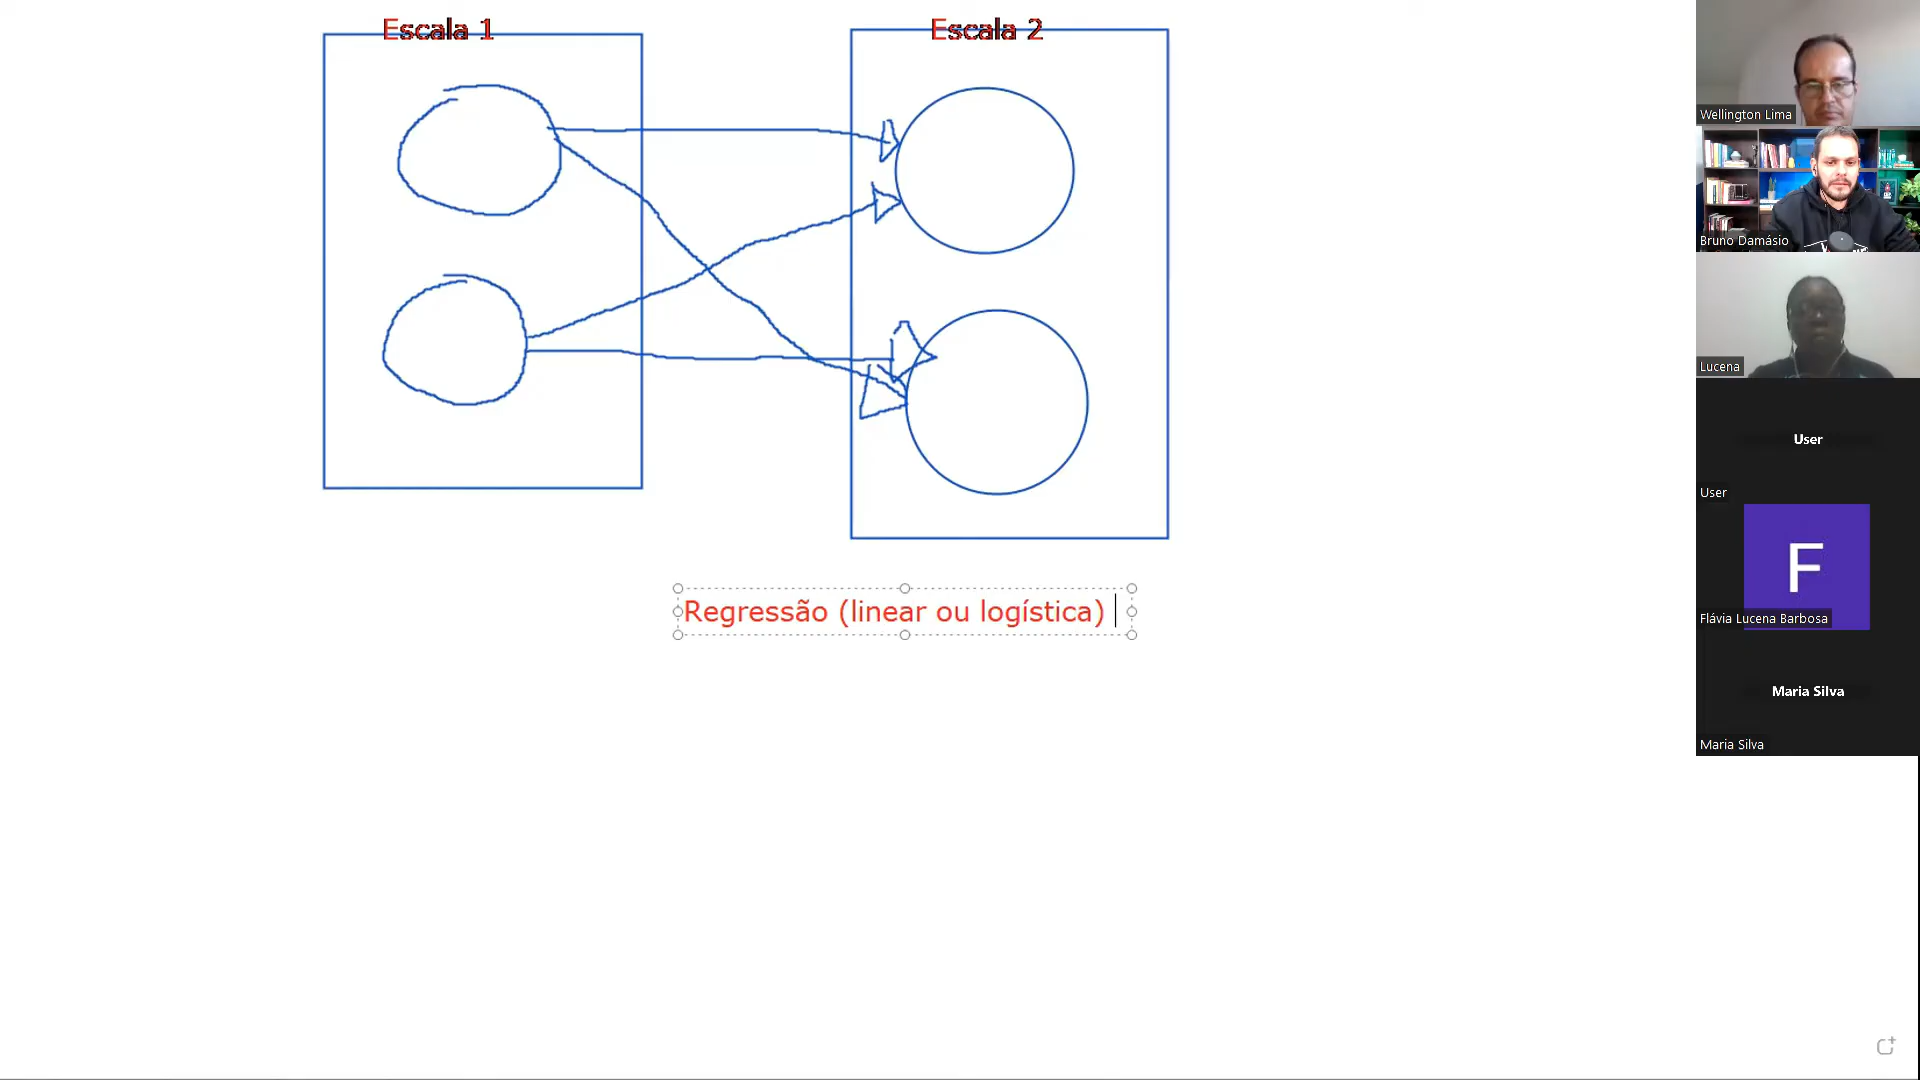 Escala 1
Escala 2
Regressão (linear ou logística)
Wellington Lima
Bruno Damásio
Lucena
User
User
F
Flávia Lucena Barbosa
Maria Silva
Maria Silva